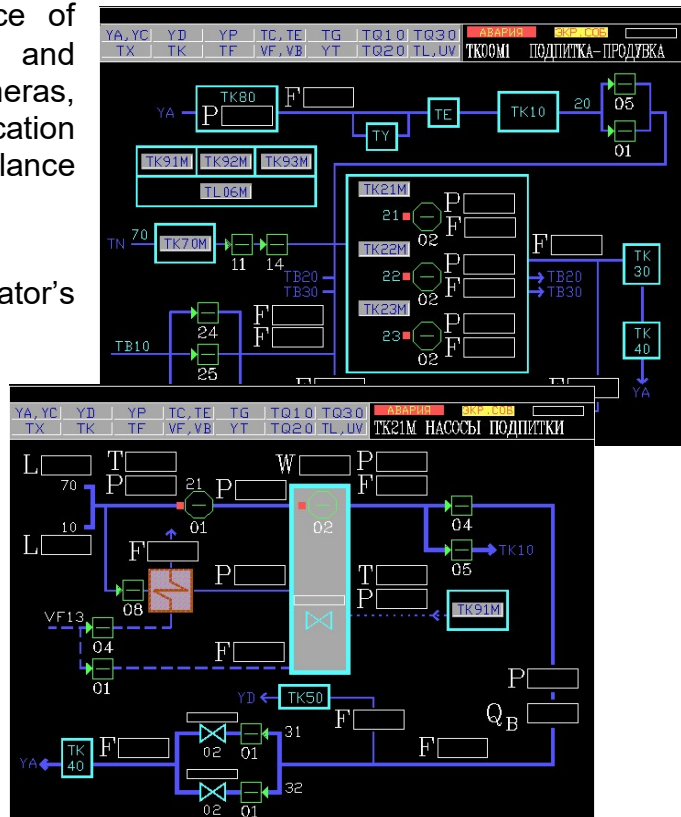 ce of
and
neras,
cation
lance
ator's
YA,YC YD YP TC,TE TG TQ10 TQ30 АВАРИЯ ЭКР.СОБ
TX TK TF VF,VB YT TQ20 TL,UV TK00M1 ПОДПИТКА-ПРОДУВКА
YA TK80 P F TY TE TK10 20 05
01
TK91M TK92M TK93M
TL06M
TN 70 TK70M 11 14
TK21M 21 02 P F
TK22M 22 02 P F
TK23M 23 02 P F
TB20 TB20
TB30 TB30
F TK 30
TK 40
YA
TB10 24 F
25 F
YA,YC YD YP TC,TE TG TQ10 TQ30 АВАРИЯ ЭКР.СОБ
TX TK TF VF,VB YT TQ20 TL,UV TK21M НАСОСЫ ПОДПИТКИ
L T W P
70 P 21 P F
10 01 02 04
L F 05 TK10
08 P T
VF13 P TK91M
04 F
01
P
YD TK50 QB
F
YA TK 40 F 02 01 31 F
02 01 32